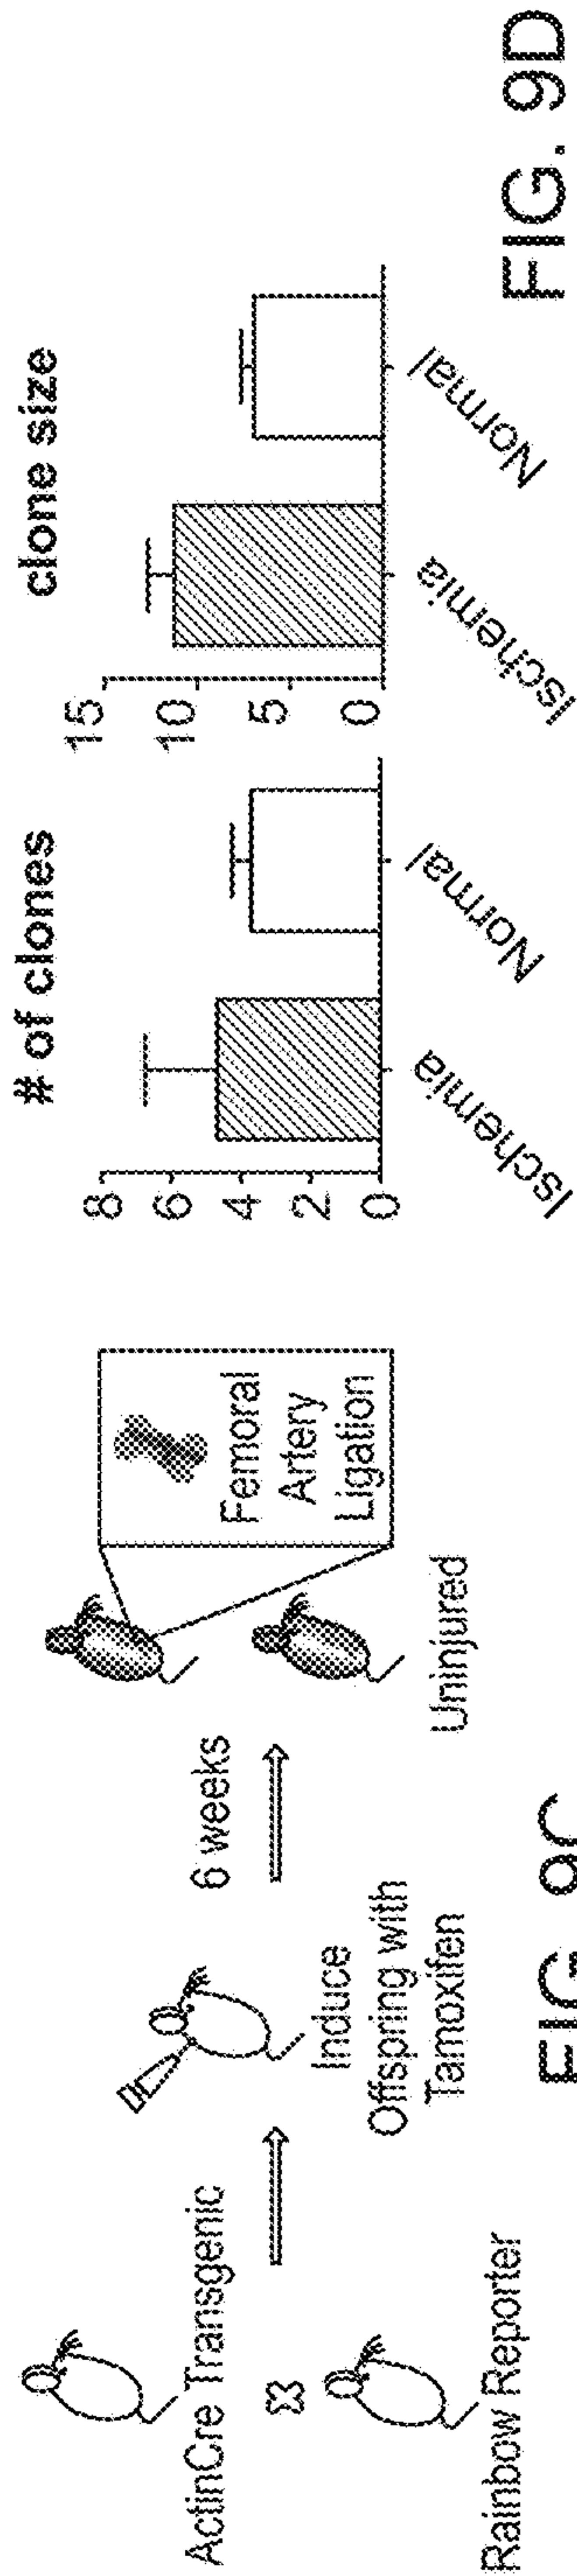 ActinCre Transgenic
Rainbow Reporter
Induce
Offspring with
Tamoxifen
6 weeks
Femoral
Artery
Ligation
Uninjured
FIG. 9C
# of clones
8
6
4
2
0
Ischemia
Normal
clone size
15
10
5
0
Ischemia
Normal
FIG. 9D